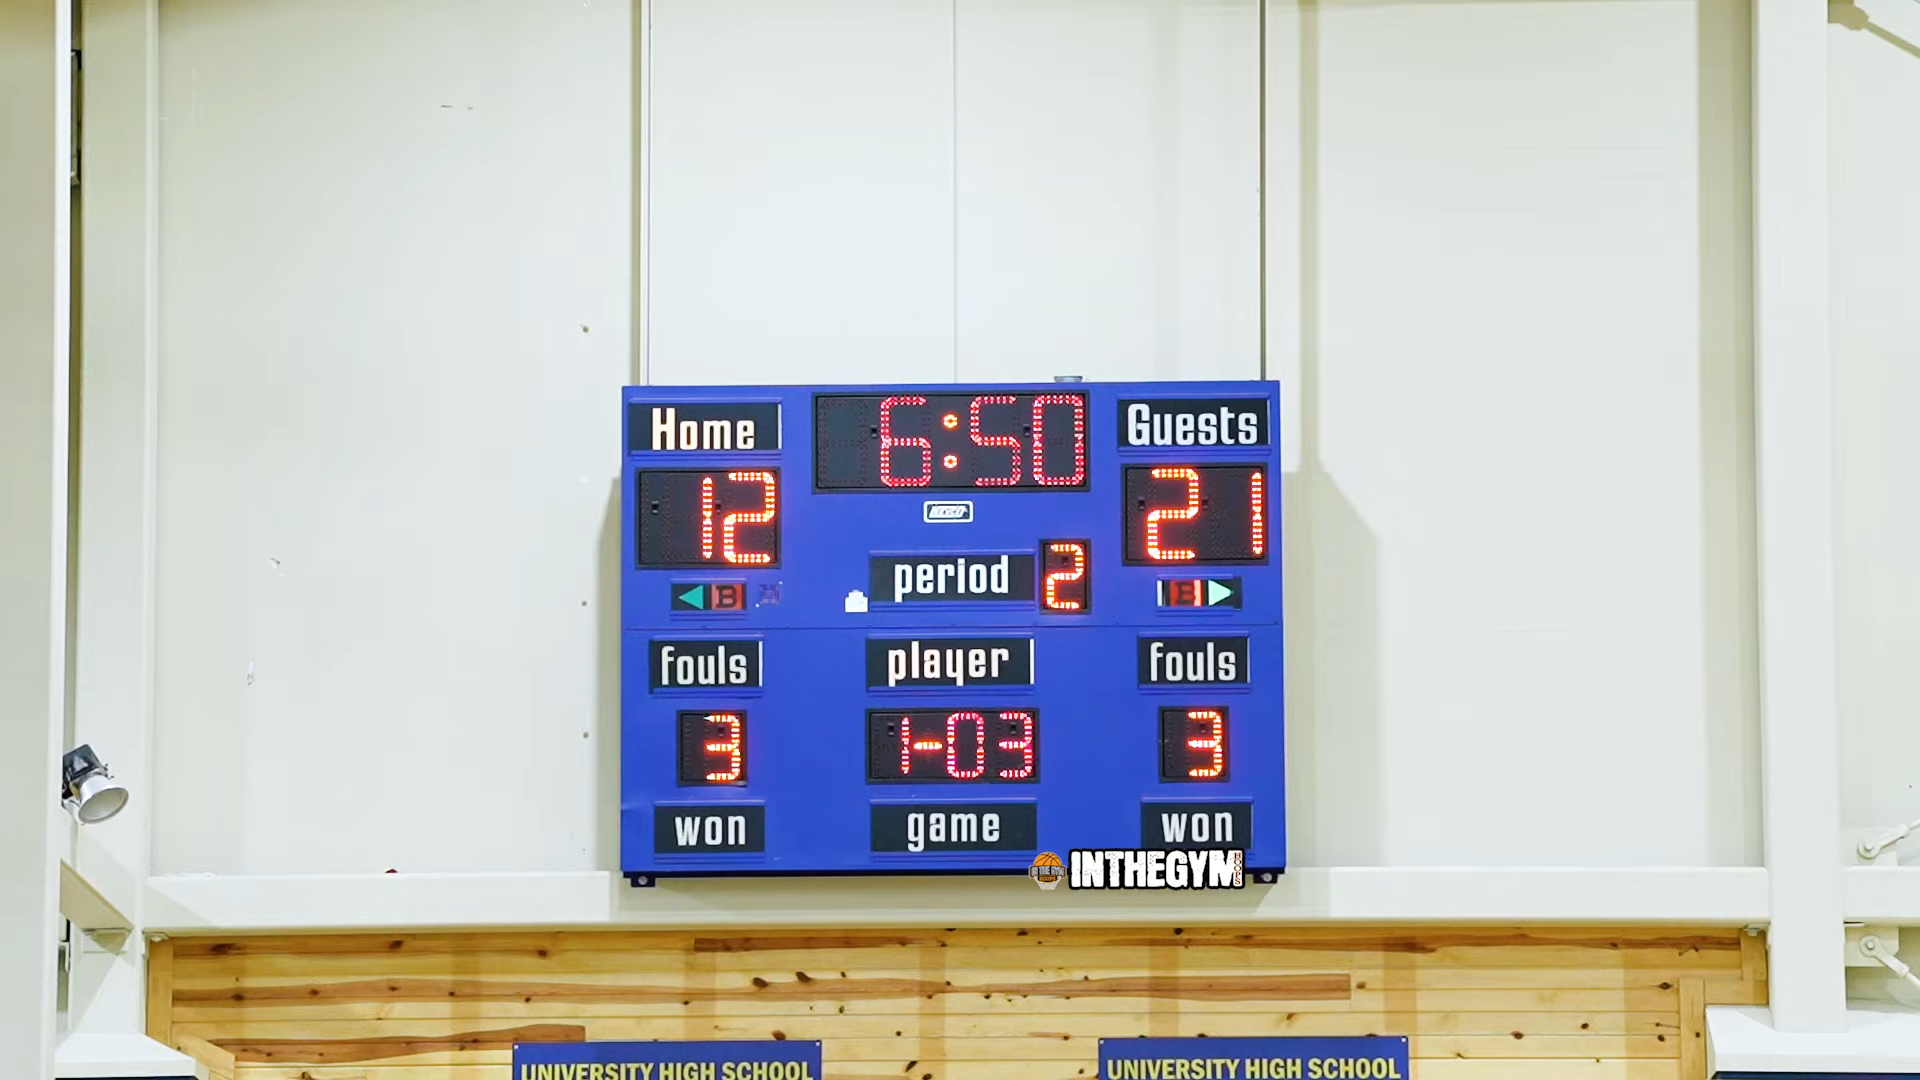 Home
6:50
Guests
12
21
period 2
B
B
fouls
player
fouls
3
1-03
3
won
game
won
INTHEGYM
HOOPS
UNIVERSITY HIGH SCHOOL
UNIVERSITY HIGH SCHOOL